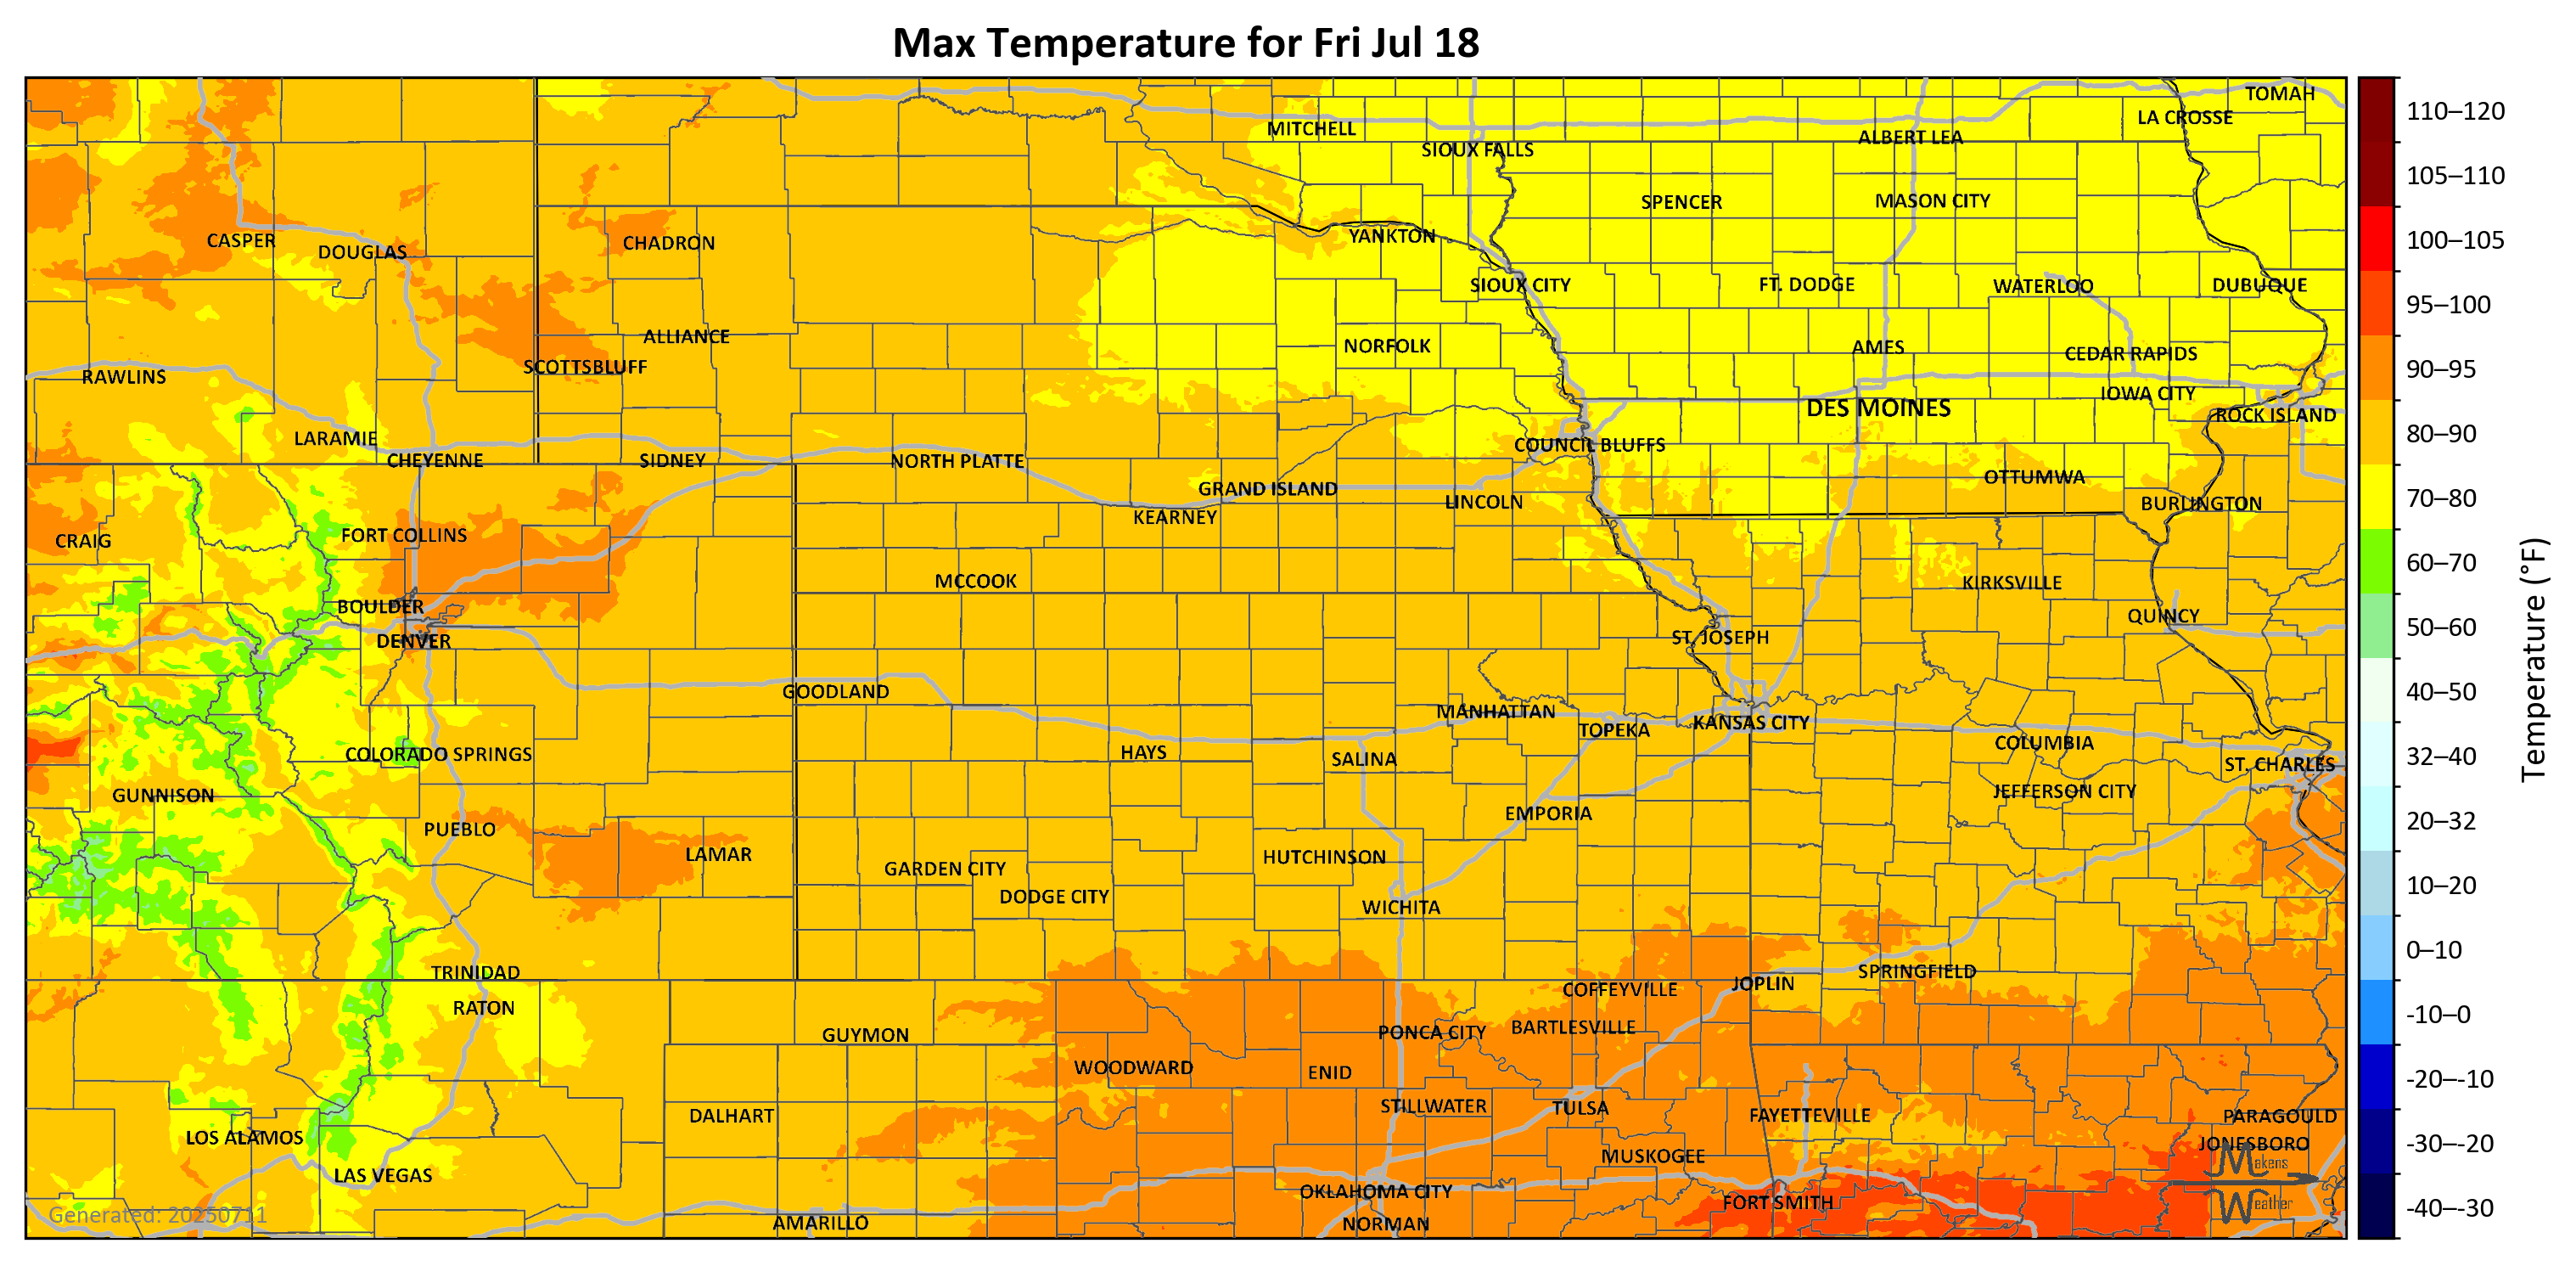 Max Temperature for Fri Jul 18
TOMAH
LA CROSSE
MITCHELL
ALBERT LEA
SIOUX FALLS
SPENCER
MASON CITY
CASPER
DOUGLAS
CHADRON
YANKTON
SIOUX CITY
FT. DODGE
WATERLOO
DUBUQUE
ALLIANCE
NORFOLK
AMES
CEDAR RAPIDS
SCOTTSBLUFF
RAWLINS
IOWA CITY
DES MOINES
ROCK ISLAND
LARAMIE
COUNCIL BLUFFS
CHEYENNE
SIDNEY
NORTH PLATTE
OTTUMWA
GRAND ISLAND
LINCOLN
BURLINGTON
KEARNEY
FORT COLLINS
CRAIG
MCCOOK
KIRKSVILLE
BOULDER
QUINCY
DENVER
ST. JOSEPH
GOODLAND
MANHATTAN
KANSAS CITY
TOPEKA
COLUMBIA
HAYS
COLORADO SPRINGS
SALINA
ST. CHARLES
GUNNISON
JEFFERSON CITY
EMPORIA
PUEBLO
LAMAR
HUTCHINSON
GARDEN CITY
DODGE CITY
WICHITA
TRINIDAD
SPRINGFIELD
JOPLIN
COFFEYVILLE
RATON
BARTLESVILLE
PONCA CITY
GUYMON
WOODWARD
ENID
STILLWATER
TULSA
DALHART
FAYETTEVILLE
PARAGOULD
LOS ALAMOS
JONESBORO
MUSKOGEE
LAS VEGAS
OKLAHOMA CITY
FORT SMITH
AMARILLO
NORMAN
Makens
Weather
Generated: 20250711
110–120
105–110
100–105
95–100
90–95
80–90
70–80
60–70
50–60
40–50
32–40
20–32
10–20
0–10
-10–0
-20–-10
-30–-20
-40–-30
Temperature (°F)